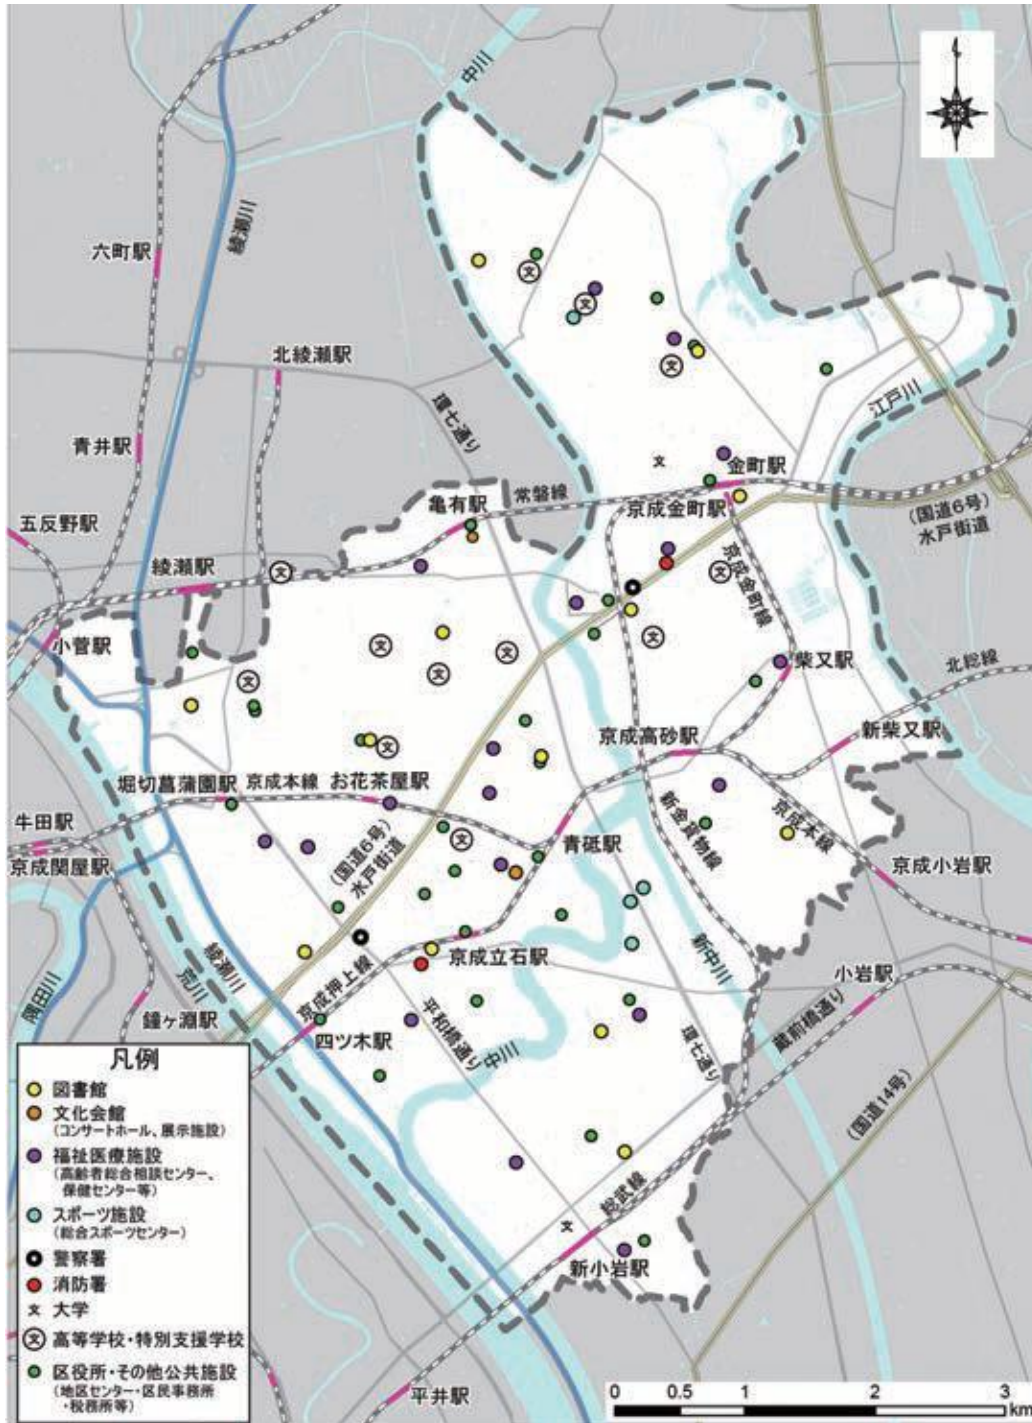 中川
綾瀬川
六町駅
北綾瀬駅
環七通り
江戸川
青井駅
金町駅
亀有駅
常磐線
京成金町駅
(国道6号)
水戸街道
五反野駅
綾瀬駅
京成金町線
小菅駅
柴又駅
北総線
新柴又駅
京成高砂駅
堀切菖蒲園駅
京成本線
お花茶屋駅
牛田駅
京成関屋駅
(国道6号)
水戸街道
青砥駅
新金貨物線
京成本線
京成小岩駅
綾瀬川
荒川
隅田川
京成押上線
京成立石駅
新中川
小岩駅
鐘ヶ淵駅
四ツ木駅
平和橋通り
中川
環七通り
蔵前橋通り
(国道14号)
総武線
新小岩駅
平井駅
凡例
図書館
文化会館
(コンサートホール、展示施設)
福祉医療施設
(高齢者総合相談センター、
保健センター等)
スポーツ施設
(総合スポーツセンター)
警察署
消防署
文 大学
文 高等学校・特別支援学校
区役所・その他公共施設
(地区センター・区民事務所
・税務所等)
0 0.5 1 2 3
km